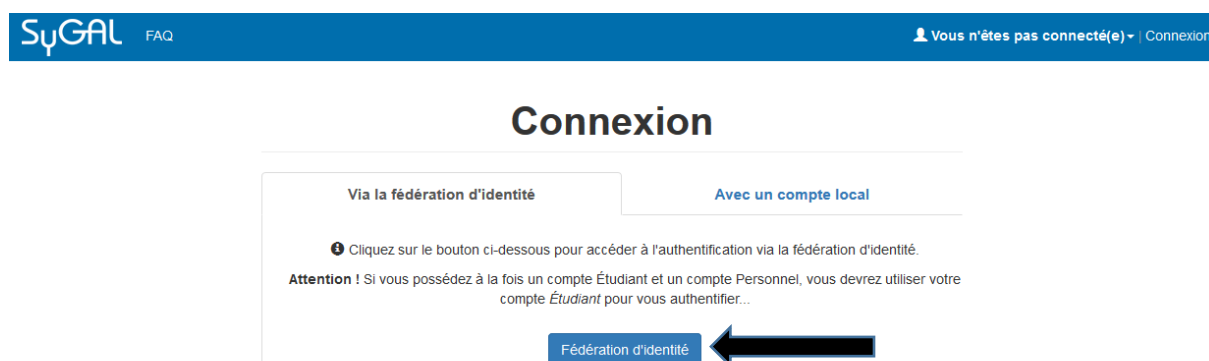 SyGAL FAQ Vous n'êtes pas connecté(e) | Connexion
Connexion
Via la fédération d'identité Avec un compte local
Cliquez sur le bouton ci-dessous pour accéder à l'authentification via la fédération d'identité.
Attention ! Si vous possédez à la fois un compte Étudiant et un compte Personnel, vous devrez utiliser votre
compte Étudiant pour vous authentifier...
Fédération d'identité